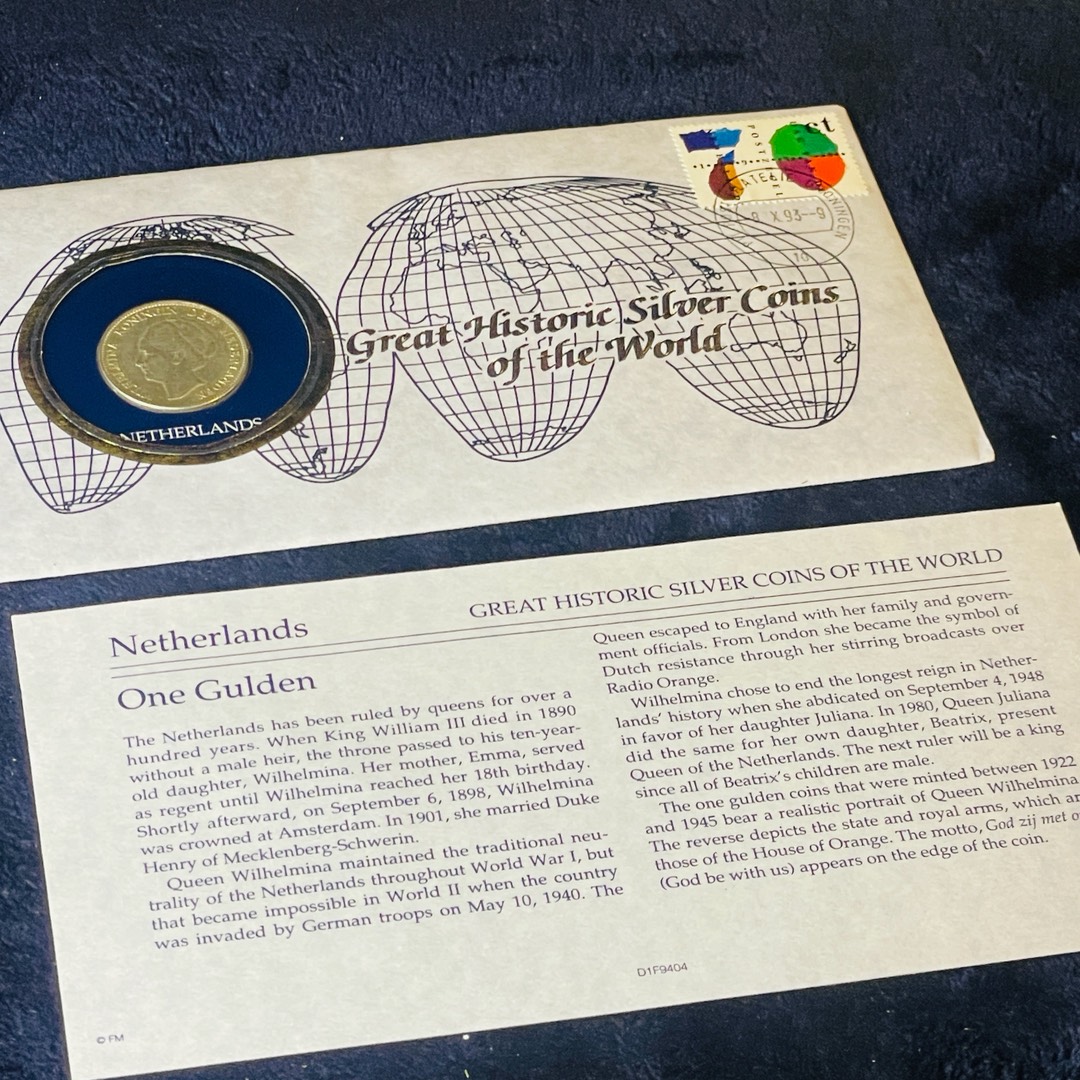 ct
POSTZEGEL
8 X 93--9
10
Great Historic Silver Coins
of the World
KONINGIN DER
NETHERLANDS
Netherlands
GREAT HISTORIC SILVER COINS OF THE WORLD
One Gulden
The Netherlands has been ruled by queens for over a
hundred years. When King William III died in 1890
without a male heir, the throne passed to his ten-year-
old daughter, Wilhelmina. Her mother, Emma, served
as regent until Wilhelmina reached her 18th birthday.
Shortly afterward, on September 6, 1898, Wilhelmina
was crowned at Amsterdam. In 1901, she married Duke
Henry of Mecklenberg-Schwerin.
Queen Wilhelmina maintained the traditional neu-
trality of the Netherlands throughout World War I, but
that became impossible in World II when the country
was invaded by German troops on May 10, 1940. The
Queen escaped to England with her family and govern-
ment officials. From London she became the symbol of
Dutch resistance through her stirring broadcasts over
Radio Orange.
Wilhelmina chose to end the longest reign in Nether-
lands' history when she abdicated on September 4, 1948
in favor of her daughter Juliana. In 1980, Queen Juliana
did the same for her own daughter, Beatrix, present
Queen of the Netherlands. The next ruler will be a king
since all of Beatrix's children are male.
The one gulden coins that were minted between 1922
and 1945 bear a realistic portrait of Queen Wilhelmina
The reverse depicts the state and royal arms, which
those of the House of Orange. The motto, God zij met
(God be with us) appears on the edge of the coin.
D1F9404
© FM